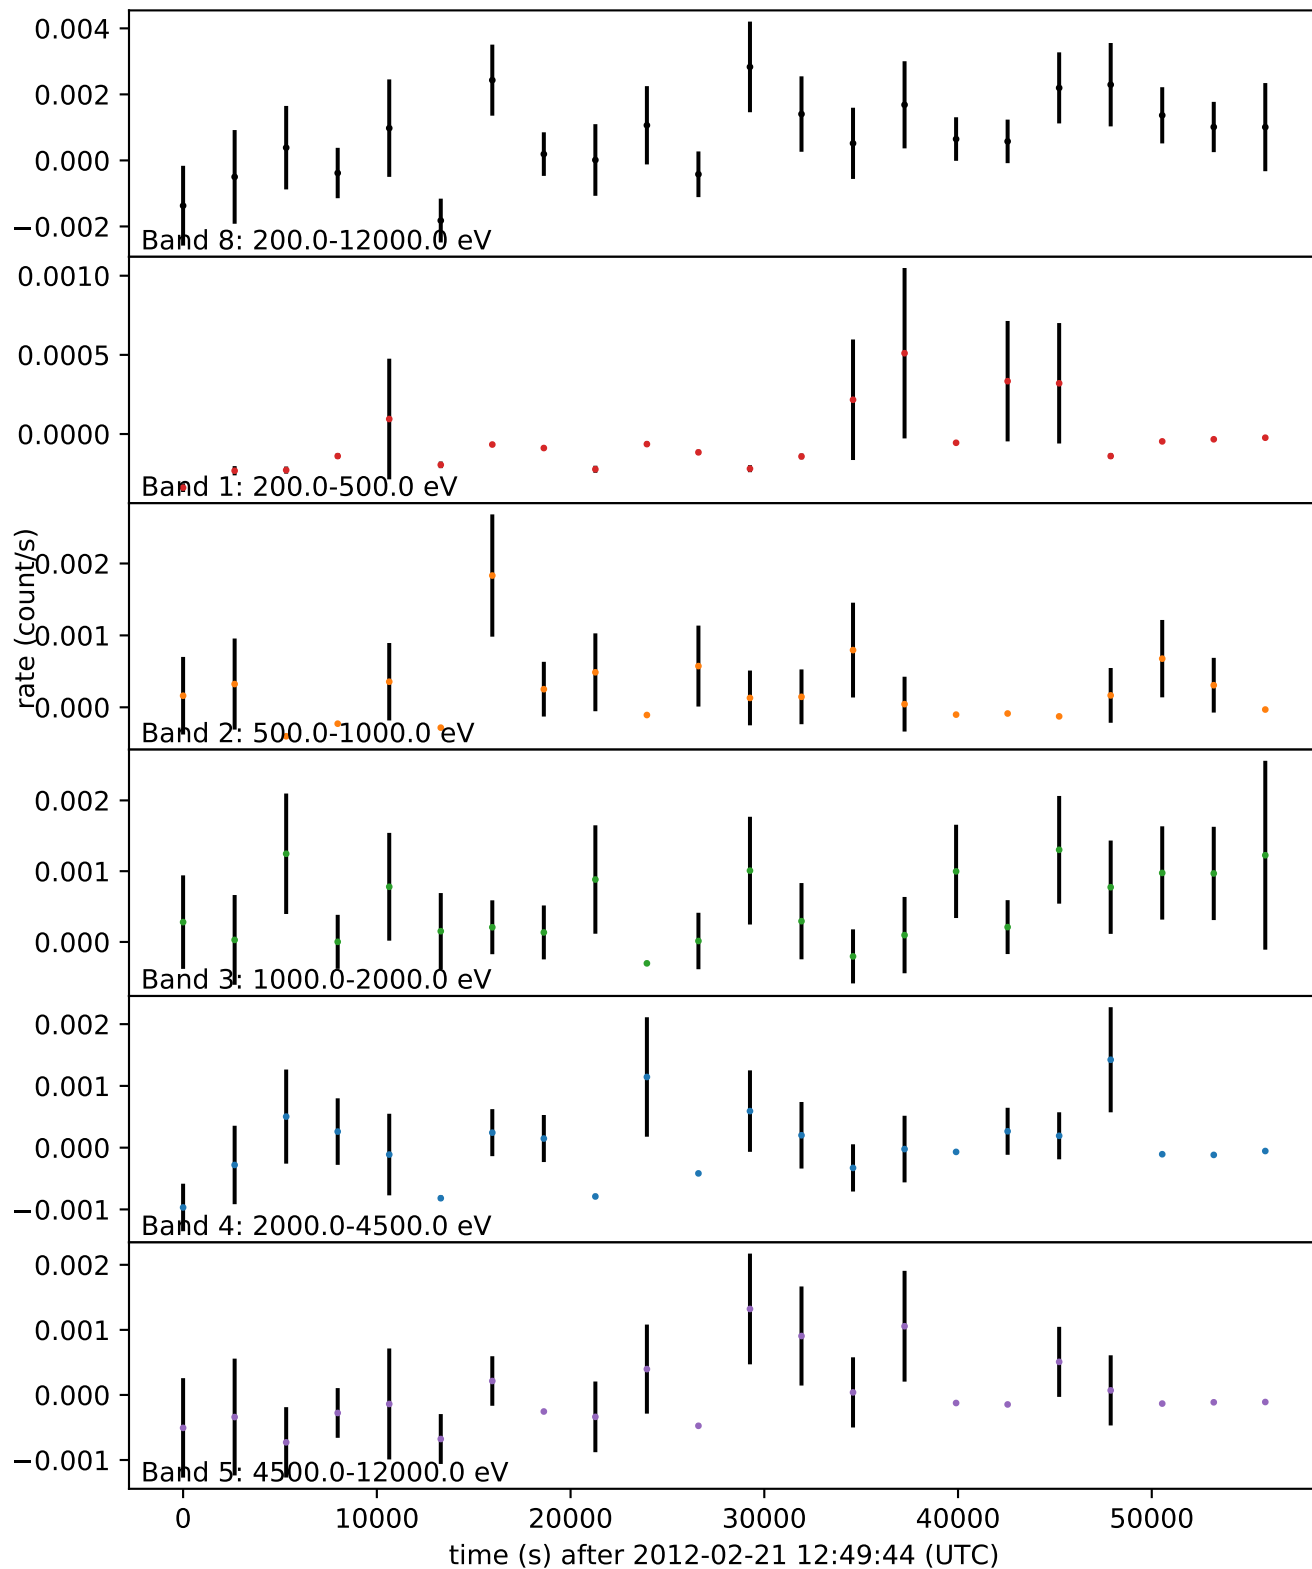 0.004
0.002
0.000
−0.002
Band 8: 200.0-12000.0 eV
0.0010
0.0005
0.0000
Band 1: 200.0-500.0 eV
rate (count/s)
0.002
0.001
0.000
Band 2: 500.0-1000.0 eV
0.002
0.001
0.000
Band 3: 1000.0-2000.0 eV
0.002
0.001
0.000
−0.001
Band 4: 2000.0-4500.0 eV
0.002
0.001
0.000
−0.001
Band 5: 4500.0-12000.0 eV
0 10000 20000 30000 40000 50000
time (s) after 2012-02-21 12:49:44 (UTC)